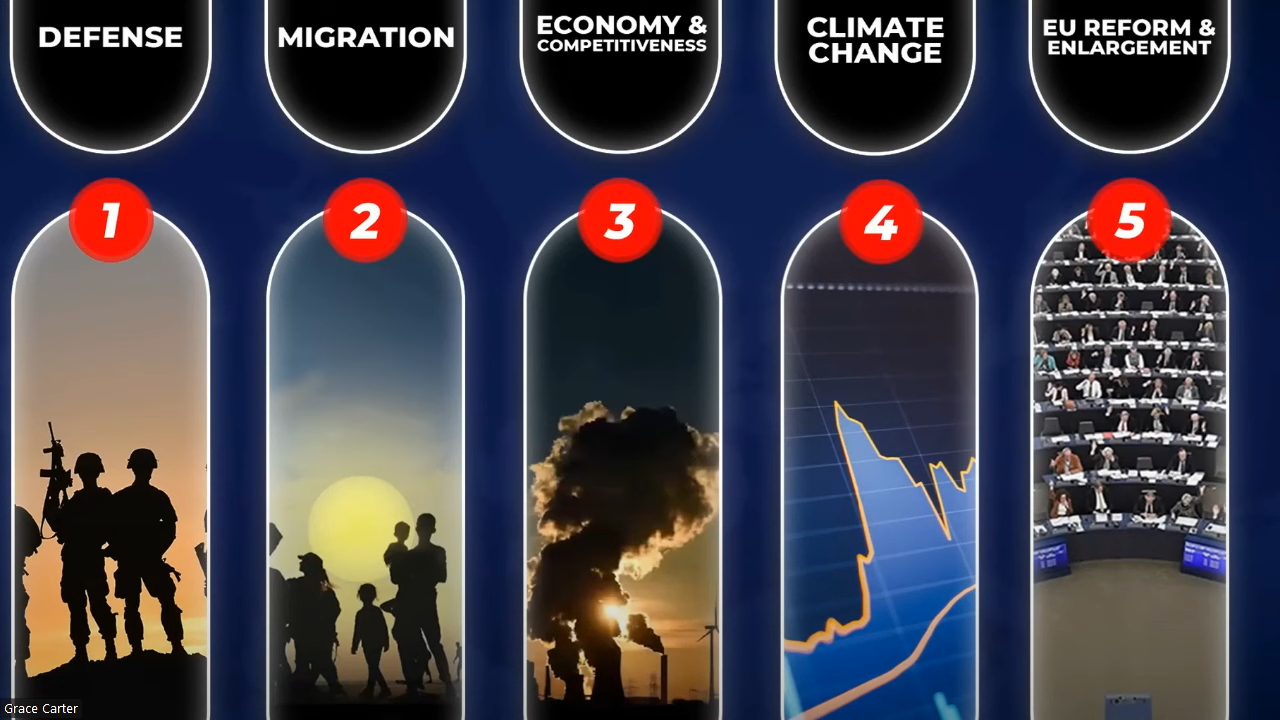 DEFENSE
MIGRATION
ECONOMY &
COMPETITIVENESS
CLIMATE
CHANGE
EU REFORM &
ENLARGEMENT
1
2
3
4
5
Grace Carter